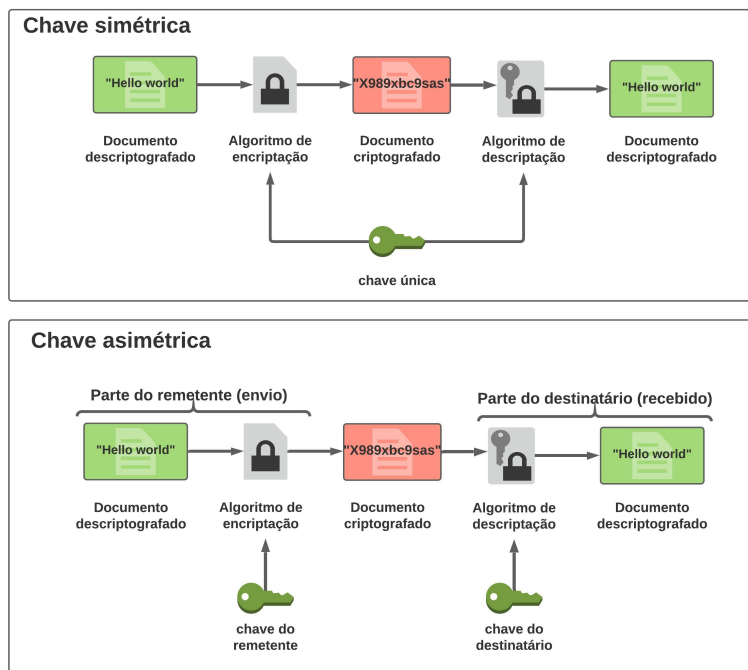 Chave simétrica
"Hello world"
"X989xbc9sas"
"Hello world"
Documento
descriptografado
Algoritmo de
encriptação
Documento
criptografado
Algoritmo de
descriptação
Documento
descriptografado
chave única
Chave asimétrica
Parte do remetente (envio)
Parte do destinatário (recebido)
"Hello world"
"X989xbc9sas"
"Hello world"
Documento
descriptografado
Algoritmo de
encriptação
Documento
criptografado
Algoritmo de
descriptação
Documento
descriptografado
chave do
remetente
chave do
destinatário